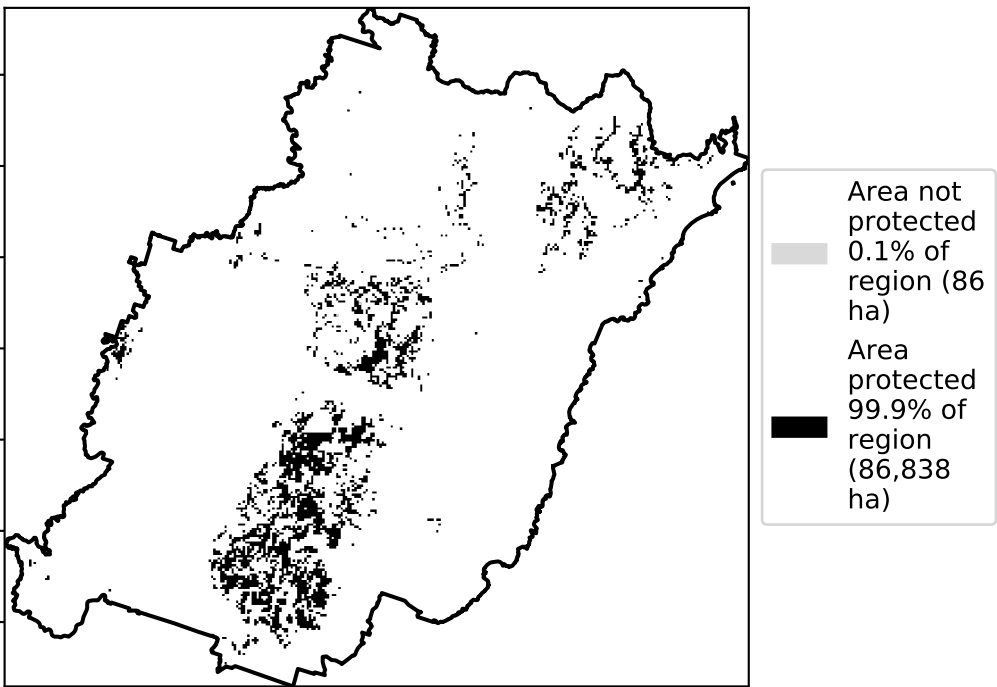 Area not
protected
0.1% of
region (86
ha)
Area
protected
99.9% of
region
(86,838
ha)